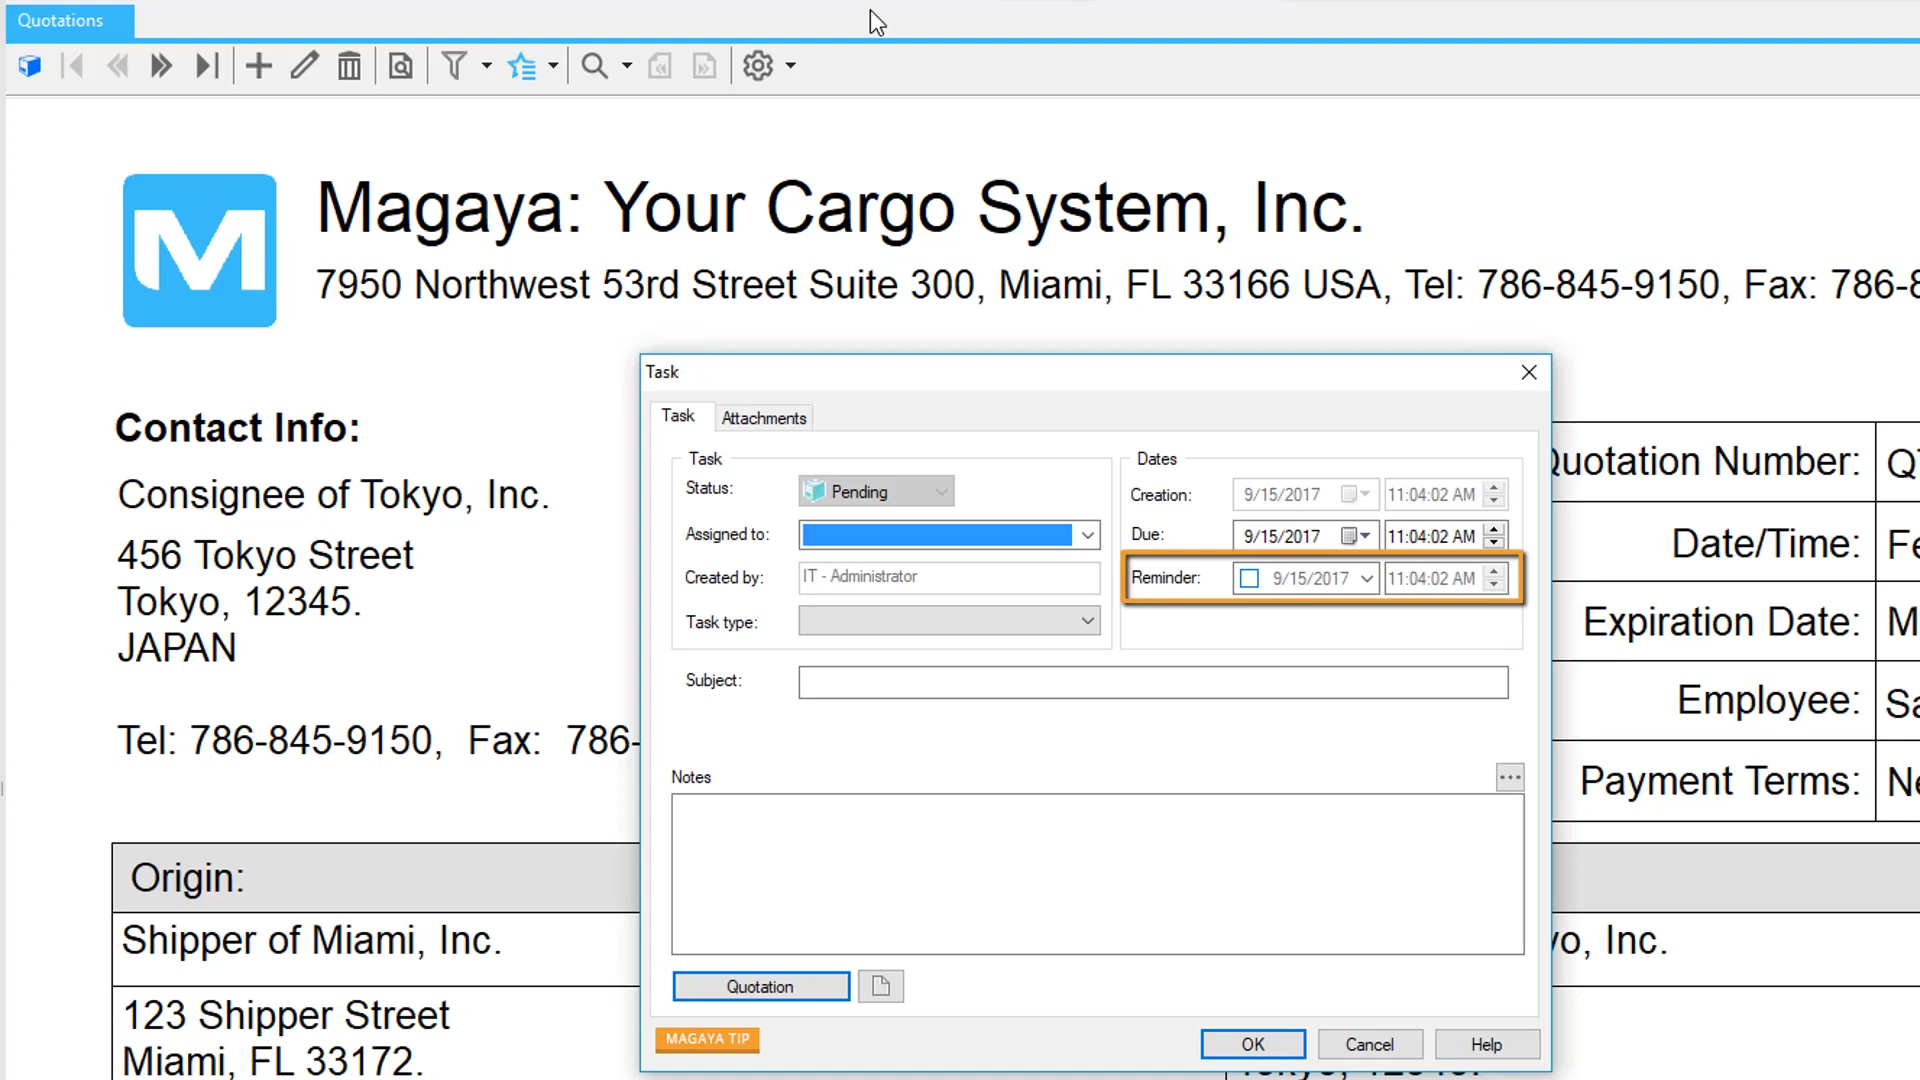 Quotations
M
Magaya: Your Cargo System, Inc.
7950 Northwest 53rd Street Suite 300, Miami, FL 33166 USA, Tel: 786-845-9150, Fax: 786-8
Contact Info:
Consignee of Tokyo, Inc.
456 Tokyo Street
Tokyo, 12345.
JAPAN
Tel: 786-845-9150, Fax: 786-
Origin:
Shipper of Miami, Inc.
123 Shipper Street
Miami, FL 33172.
Task
Task
Attachments
Task
Status:
Pending
Assigned to:
Created by:
IT - Administrator
Task type:
Dates
Creation:
9/15/2017
11:04:02 AM
Due:
9/15/2017
11:04:02 AM
Reminder:
9/15/2017
11:04:02 AM
Subject:
Notes
...
Quotation
MAGAYA TIP
OK
Cancel
Help
Quotation Number:
Date/Time:
Expiration Date:
Employee:
Payment Terms:
yo, Inc.